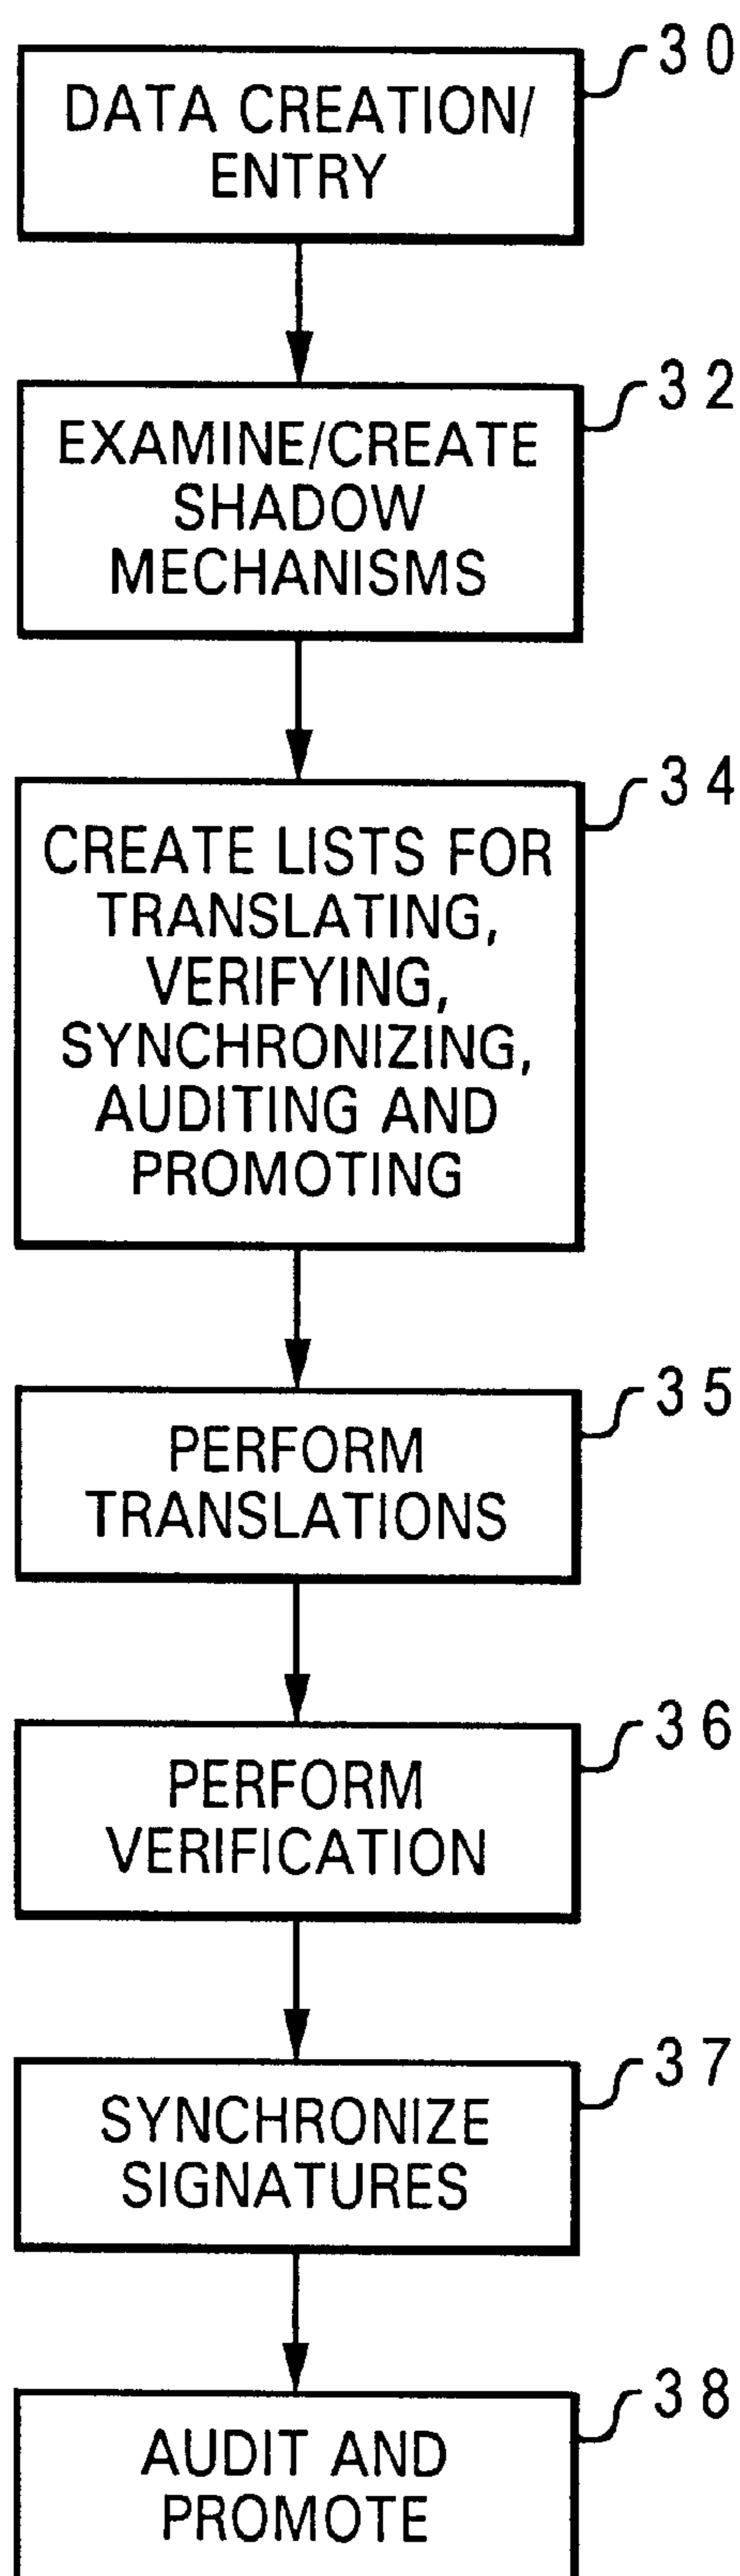 30
DATA CREATION/
ENTRY
32
EXAMINE/CREATE
SHADOW
MECHANISMS
34
CREATE LISTS FOR
TRANSLATING,
VERIFYING,
SYNCHRONIZING,
AUDITING AND
PROMOTING
35
PERFORM
TRANSLATIONS
36
PERFORM
VERIFICATION
37
SYNCHRONIZE
SIGNATURES
38
AUDIT AND
PROMOTE